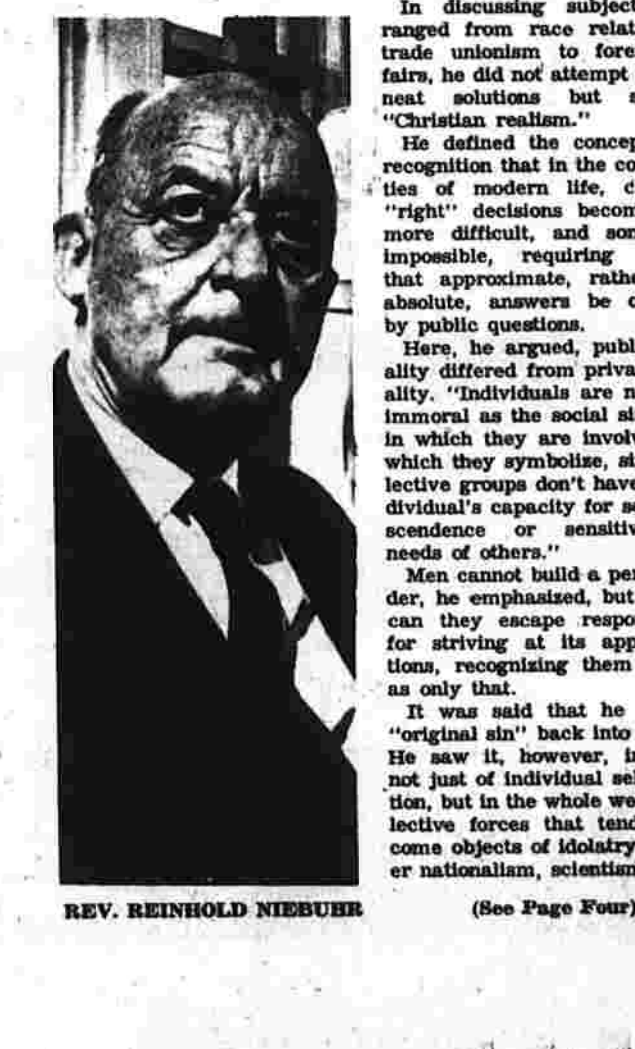 In discussing subject
ranged from race relat
trade unionism to fore
fairs, he did not attempt
neat solutions but s
"Christian realism."
He defined the concep
recognition that in the co
ties of modern life, d
"right" decisions becom
more difficult, and som
impossible, requiring
that approximate, rathe
absolute, answers be o
by public questions.
Here, he argued, publ
ality differed from priva
ality. "Individuals are n
immoral as the social si
in which they are involv
which they symbolize, si
lective groups don't have
dividual's capacity for se
scendence or sensitiv
needs of others."
Men cannot build a per
der, he emphasized, but
can they escape respo
for striving at its app
tions, recognizing them
as only that.
It was said that he
"original sin" back into
He saw it, however, i
not just of individual sel
tion, but in the whole we
lective forces that tend
come objects of idolatry
er nationalism, scientism
REV. REINHOLD NIEBUHR
(See Page Four)